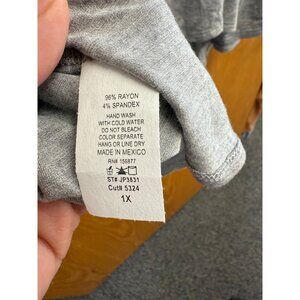 96% RAYON
4% SPANDEX
HAND WASH
WITH COLD WATER
DO NOT BLEACH
COLOR SEPARATE
HANG OR LINE DRY
MADE IN MEXICO
RN# 155877
ST# JP3831
Cut# 5324
1X